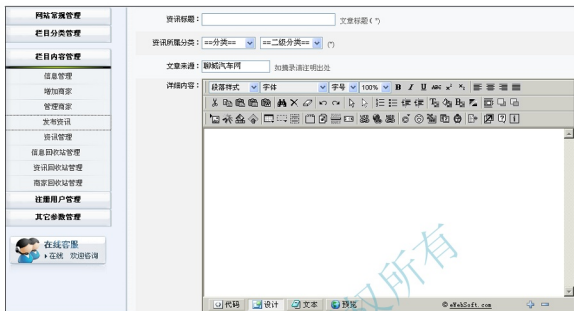 网站常规管理
栏目分类管理
栏目内容管理
信息管理
增加商家
管理商家
发布资讯
资讯管理
信息回收站管理
资讯回收站管理
商家回收站管理
注册用户管理
其它参数管理
在线客服
在线 欢迎咨询
资讯标题：
文章标题 (*)
资讯所属分类： ==分类== ==二级分类== (*)
文章来源： 聊城汽车网 如摘录请注明出处
详细内容： 段落样式 字体 字号 100% B I U ABC x² x₂
代码 设计 文本 预览 © eWebSoft.com
权所有